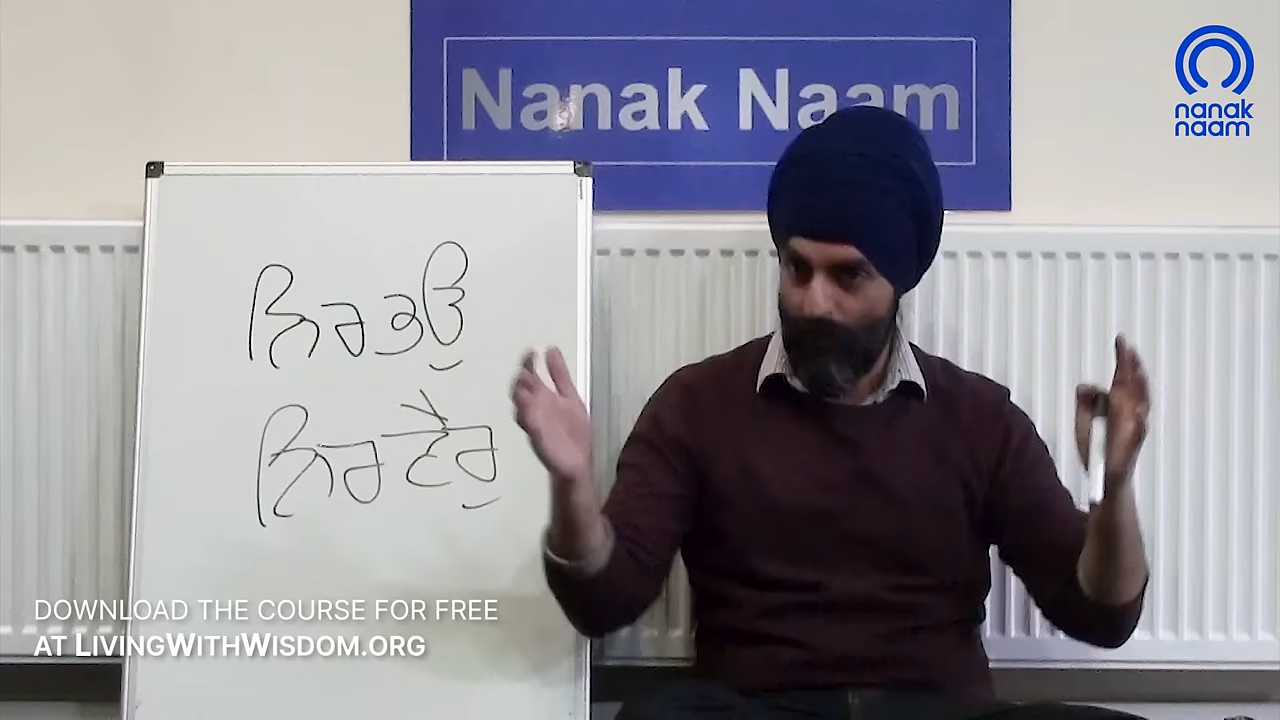 Nanak Naam
nanak
naam
ਨਿਰਭਉ
ਨਿਰਵੈਰੁ
DOWNLOAD THE COURSE FOR FREE
AT LIVINGWITHWISDOM.ORG